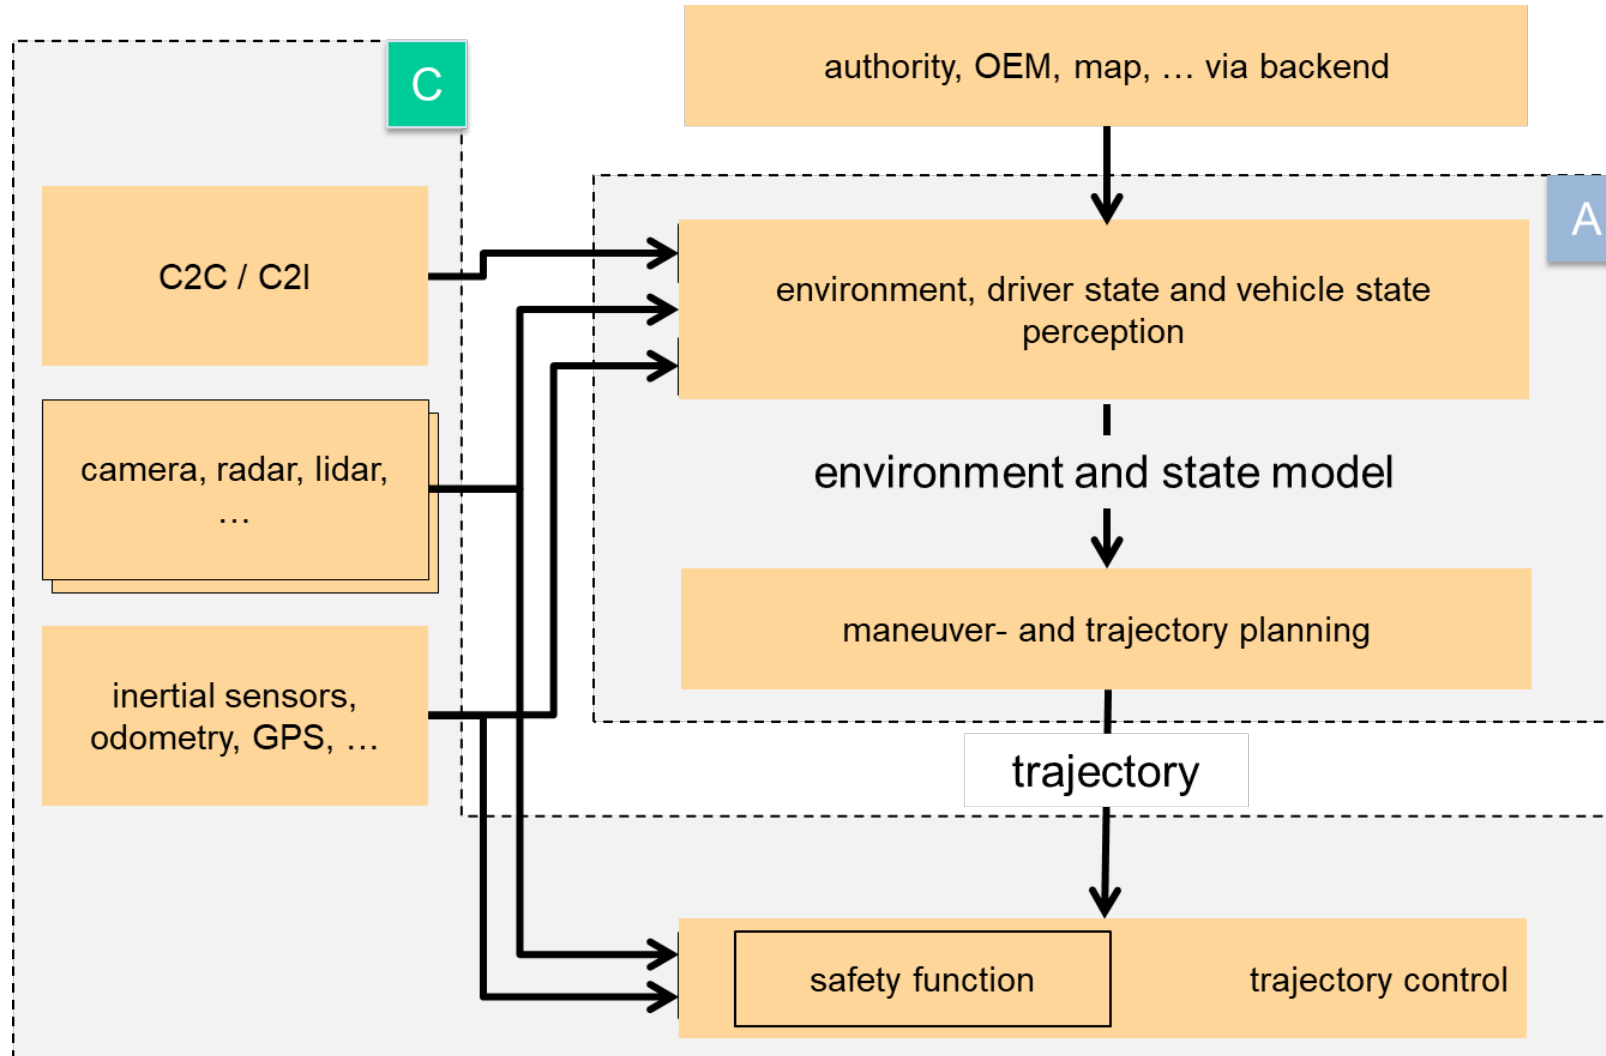 authority, OEM, map, … via backend
C
A
C2C / C2I
environment, driver state and vehicle state
perception
camera, radar, lidar,
…
environment and state model
maneuver- and trajectory planning
inertial sensors,
odometry, GPS, …
trajectory
safety function
trajectory control